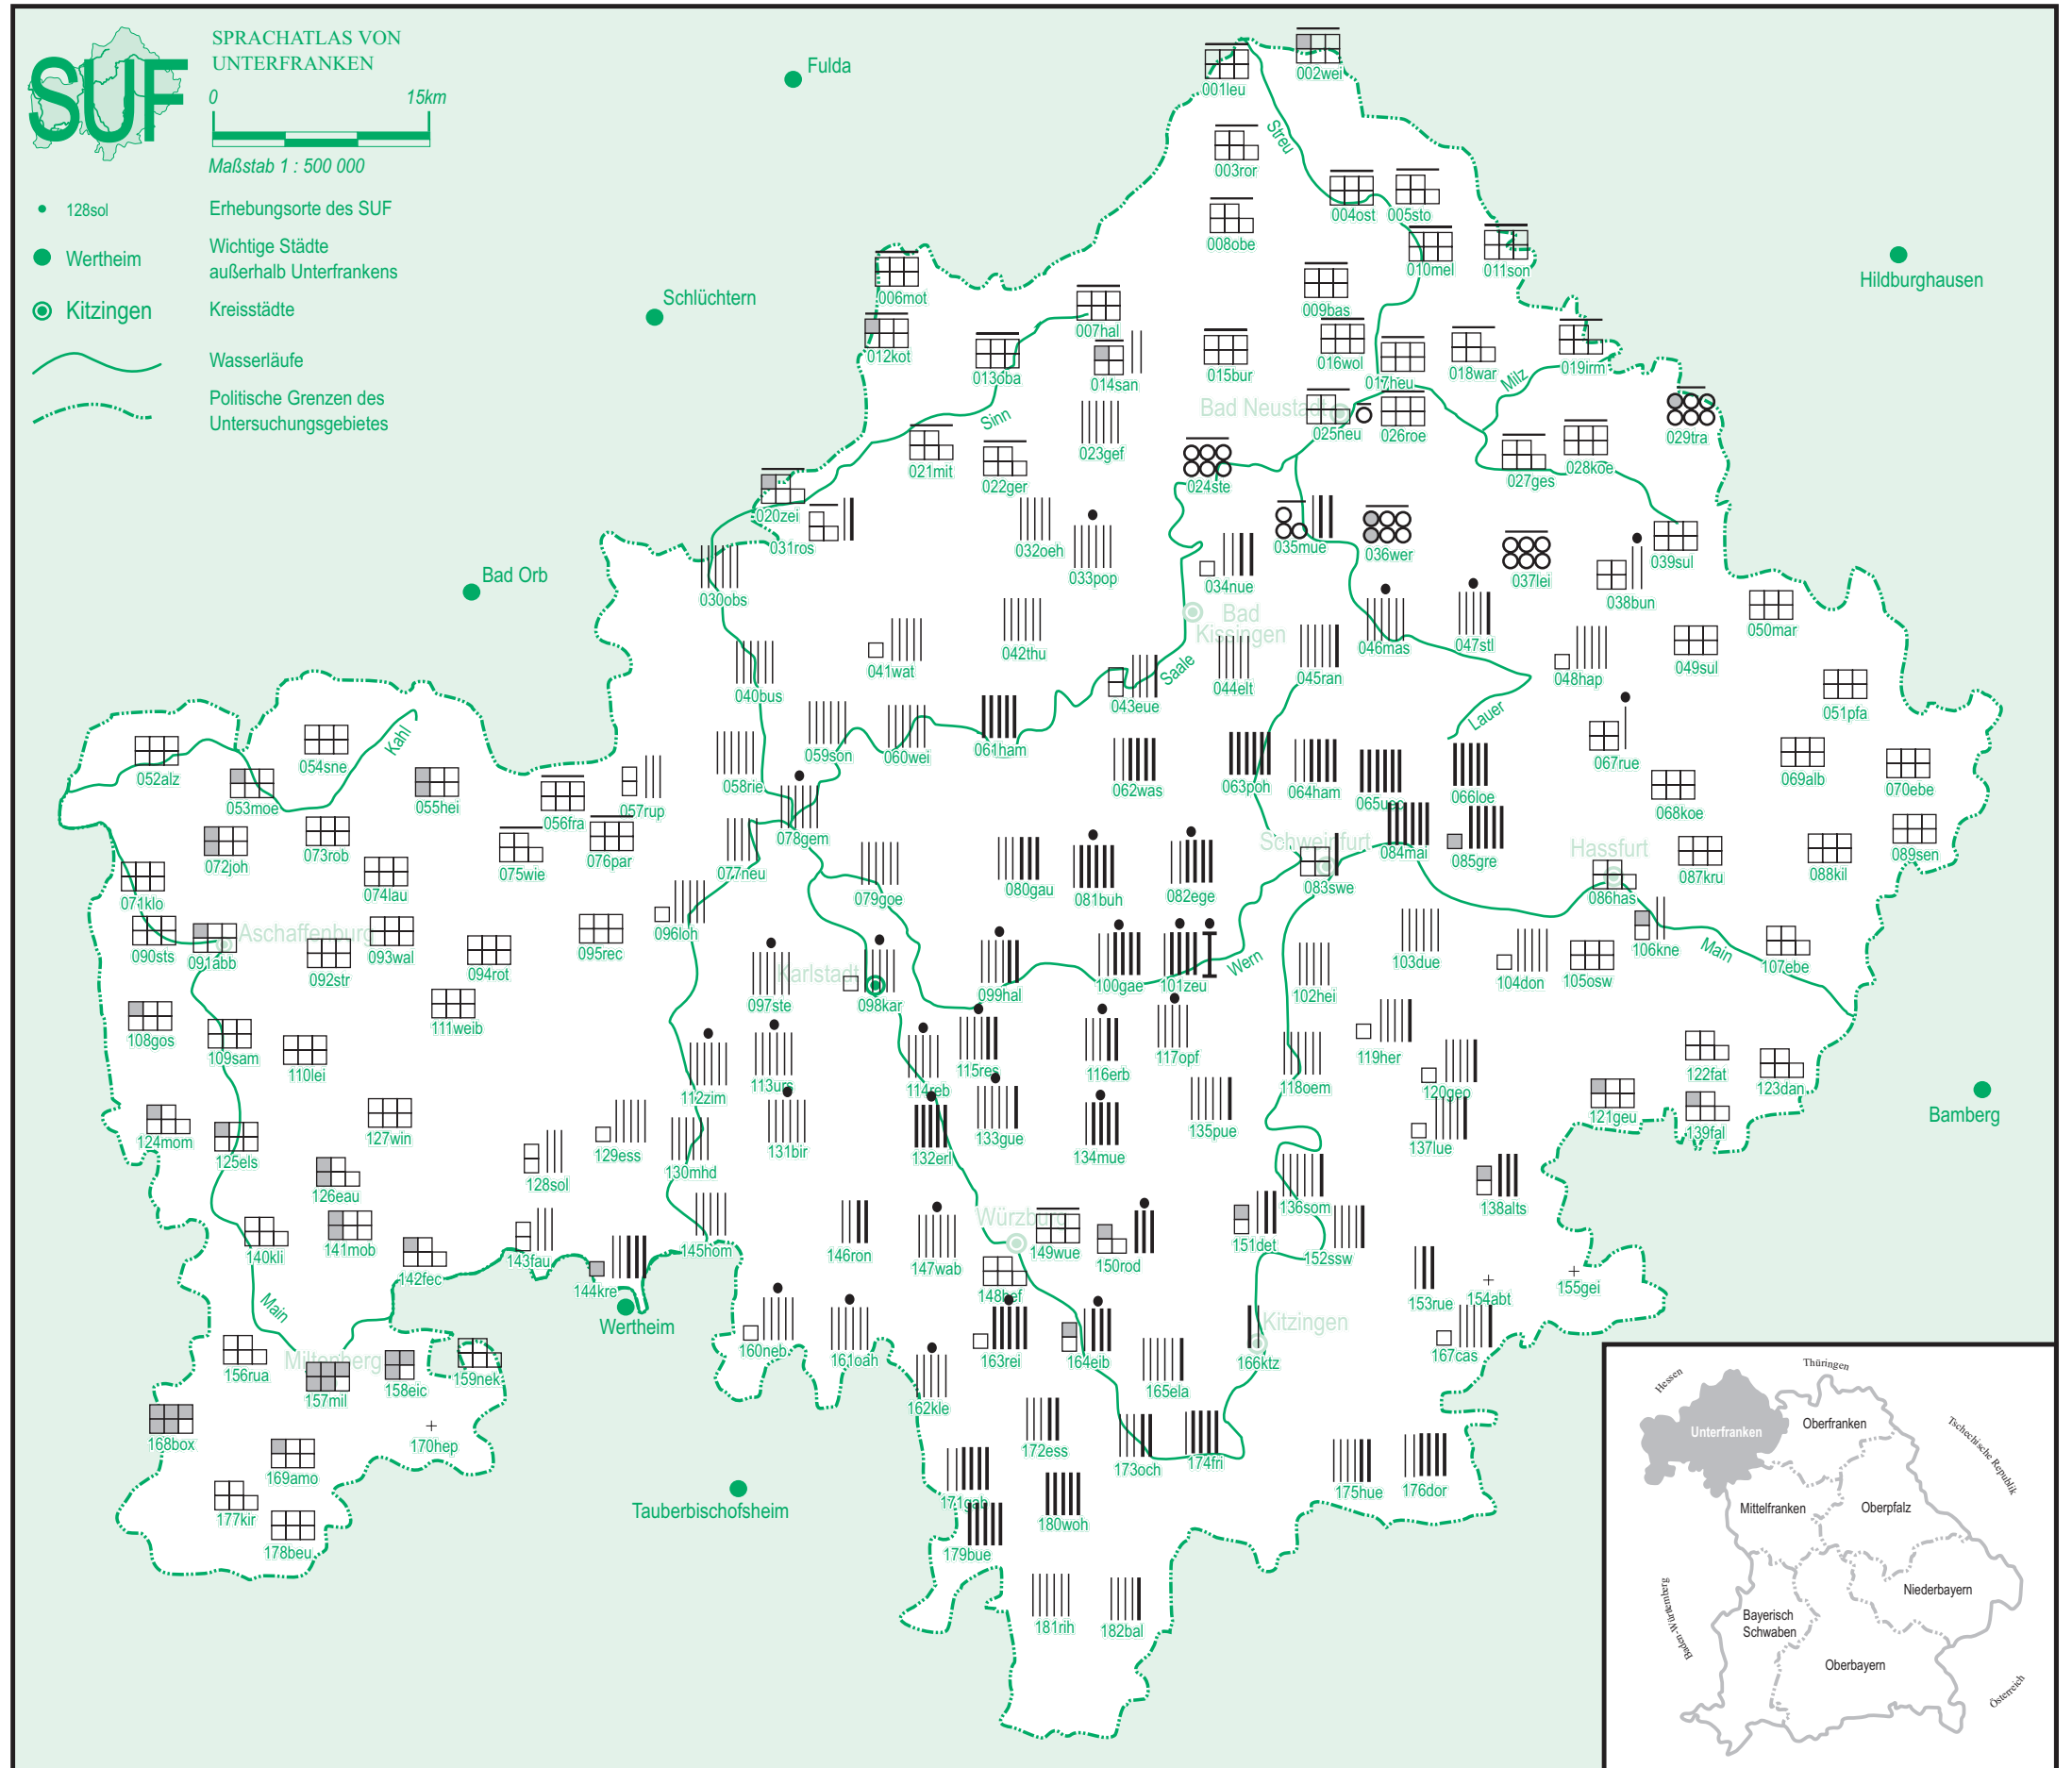 SUF
SPRACHATLAS VON
UNTERFRANKEN
0 15km
Maßstab 1 : 500 000
128sol Erhebungsorte des SUF
Wertheim Wichtige Städte
außerhalb Unterfrankens
Kitzingen Kreisstädte
Wasserläufe
Politische Grenzen des
Untersuchungsgebietes
Fulda
Schlüchtern
Bad Orb
Hildburghausen
Bamberg
Wertheim
Tauberbischofsheim
Streu
Sinn
Milz
Saale
Lauer
Kahl
Wern
Main
Main
Bad Neustadt
Bad
Kissingen
Schweinfurt
Hassfurt
Aschaffenburg
Karlstadt
Würzburg
Kitzingen
Miltenberg
001leu
002wei
003ror
004ost
005sto
006mot
007hal
008obe
009bas
010mel
011son
012kot
013oba
014san
015bur
016wol
017heu
018war
019irm
020zei
021mit
022ger
023gef
024ste
025neu
026roe
027ges
028koe
029tra
030obs
031ros
032oeh
033pop
034nue
035mue
036wer
037lei
038bun
039sul
040bus
041wat
042thu
043eue
044elt
045ran
046mas
047stl
048hap
049sul
050mar
051pfa
052alz
053moe
054sne
055hei
056fra
057rup
058rie
059son
060wei
061ham
062was
063poh
064ham
065uec
066loe
067rue
068koe
069alb
070ebe
071klo
072joh
073rob
074lau
075wie
076par
077neu
078gem
079goe
080gau
081buh
082ege
083swe
084mai
085gre
086has
087kru
088kil
089sen
090sts
091abb
092str
093wal
094rot
095rec
096loh
097ste
098kar
099hal
100gae
101zeu
102hei
103due
104don
105osw
106kne
107ebe
108gos
109sam
110lei
111weib
112zim
113urs
114reb
115res
116erb
117opf
118oem
119her
120geo
121geu
122fat
123dan
124mom
125els
126eau
127win
128sol
129ess
130mhd
131bir
132erl
133gue
134mue
135pue
136som
137lue
138alts
139fal
140kli
141mob
142fec
143fau
144kre
145hom
146ron
147wab
148hef
149wue
150rod
151det
152ssw
153rue
154abt
155gei
156rua
157mil
158eic
159nek
160neb
161oah
162kle
163rei
164eib
165ela
166ktz
167cas
168box
169amo
170hep
171gab
172ess
173och
174fri
175hue
176dor
177kir
178beu
179bue
180woh
181rih
182bal
Hessen
Thüringen
Tschechische Republik
Österreich
Baden-Württemberg
Unterfranken
Oberfranken
Mittelfranken
Oberpfalz
Niederbayern
Bayerisch
Schwaben
Oberbayern